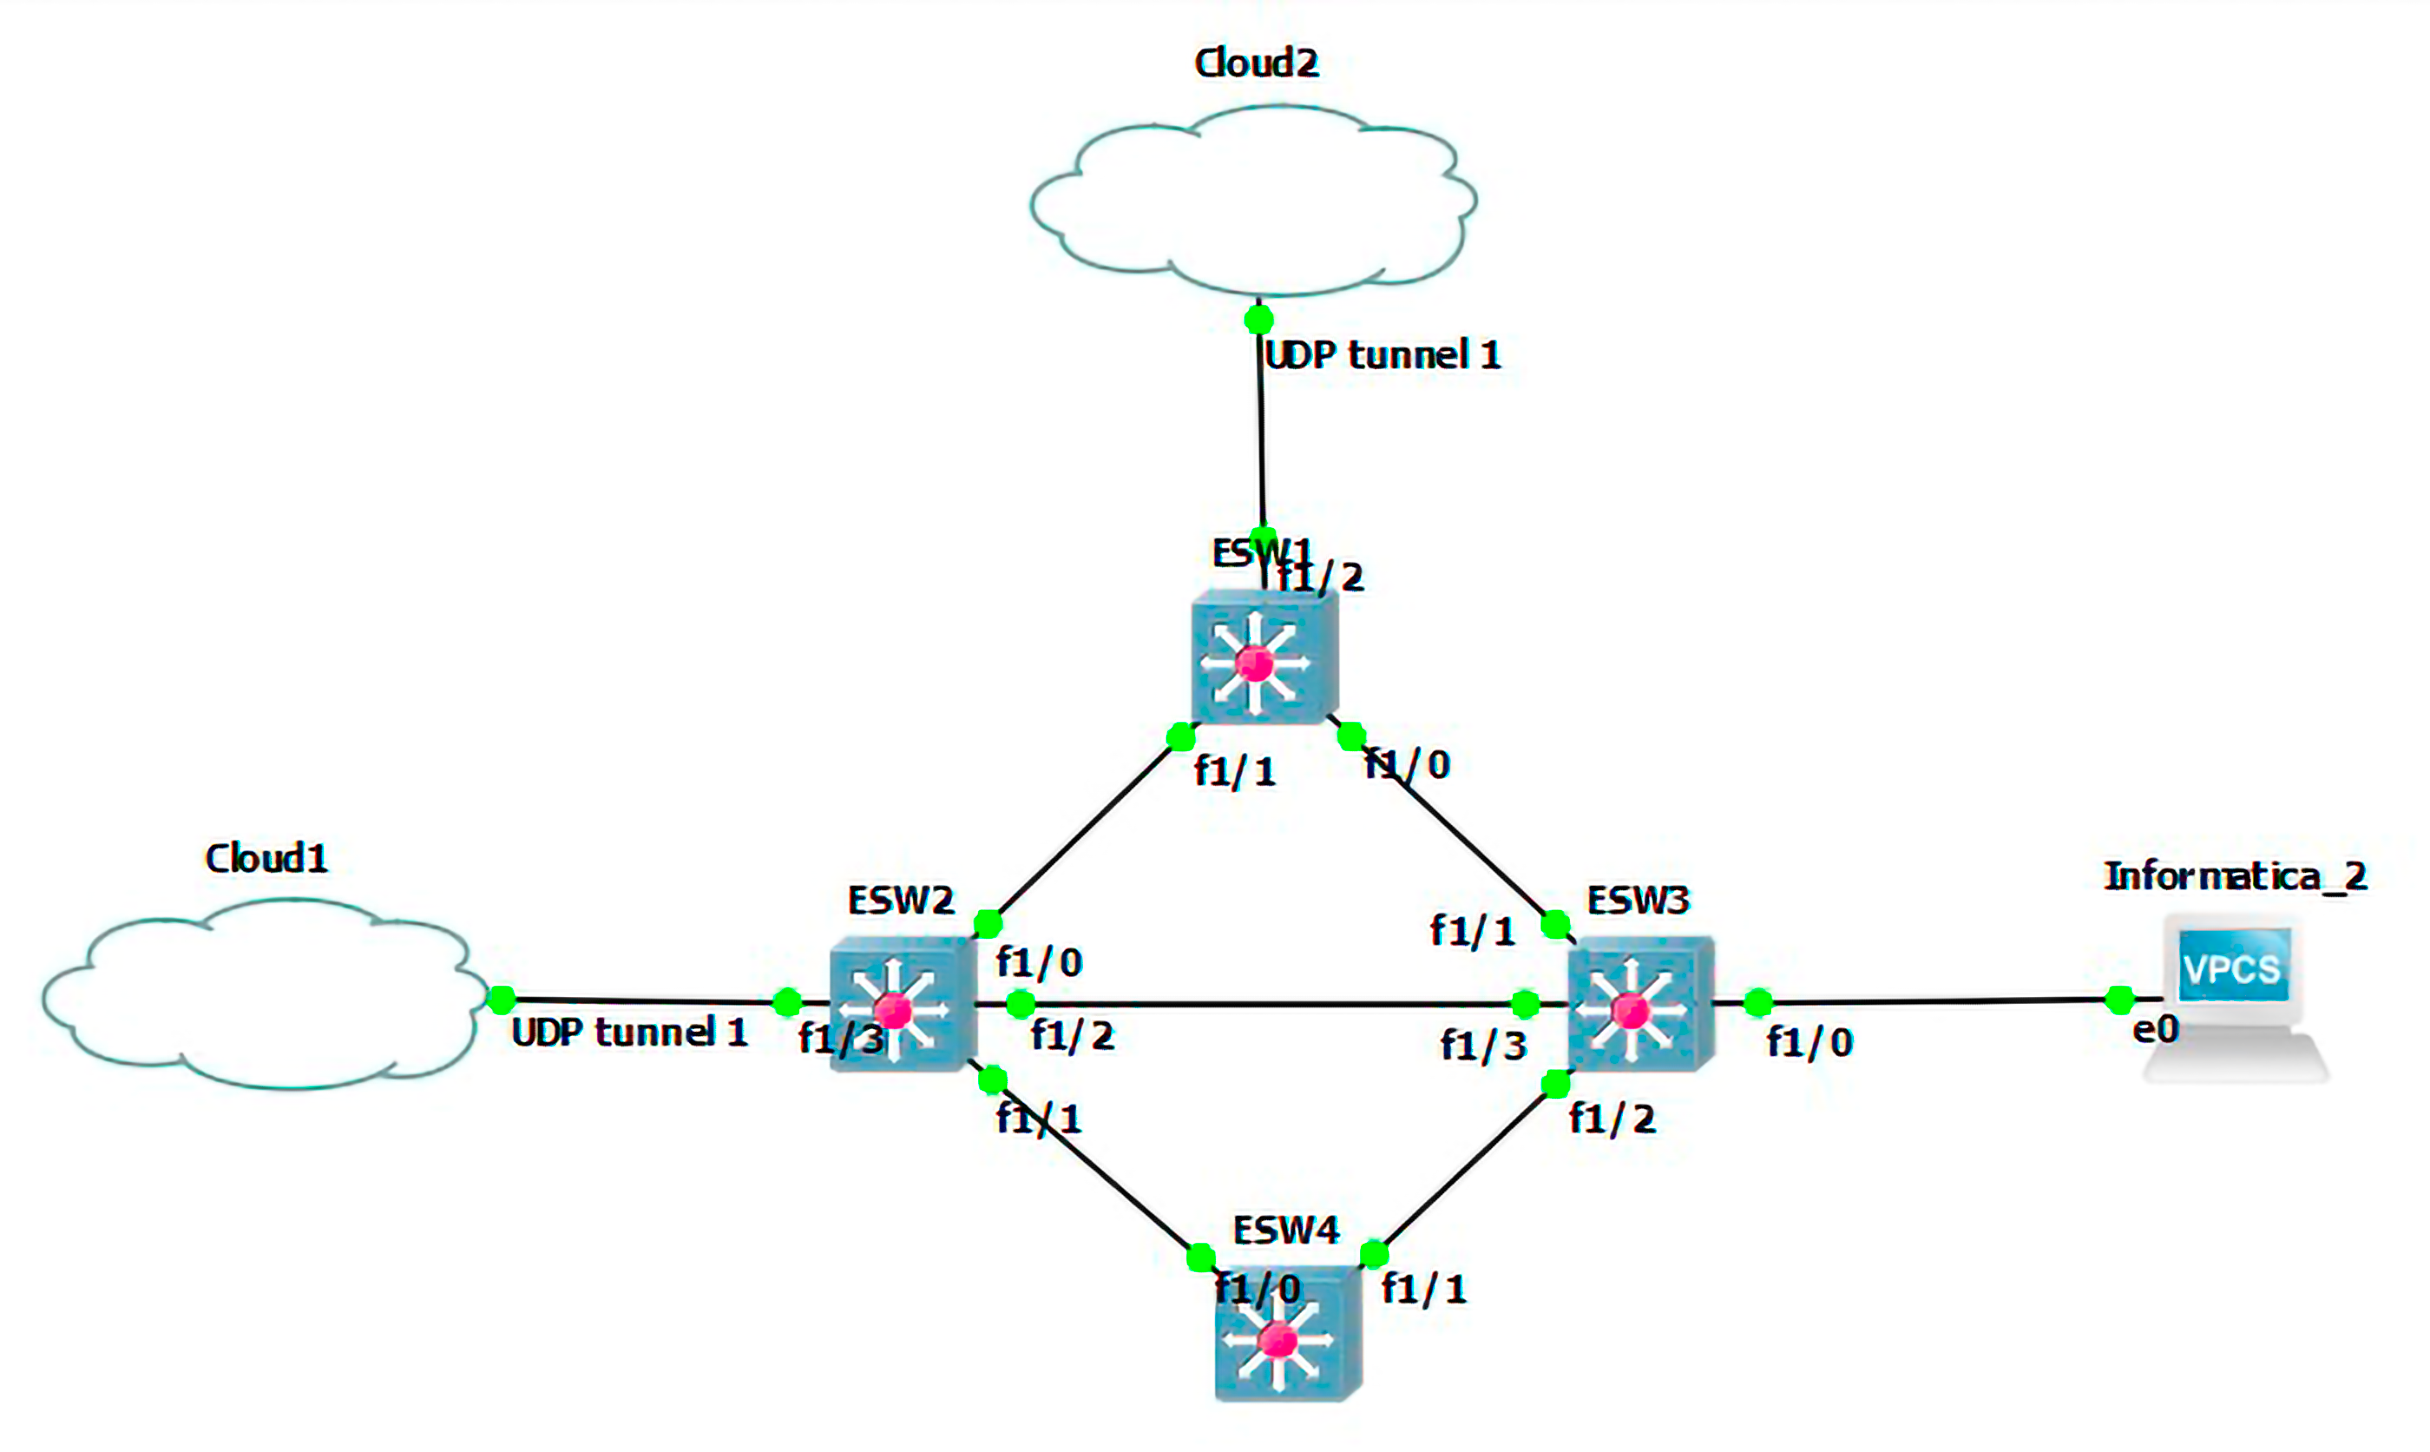 Cloud2
UDP tunnel 1
ESW1
f1/2
f1/1
f1/0
Cloud1
ESW2
ESW3
Informatica_2
VPCS
f1/0
f1/1
UDP tunnel 1
f1/3
f1/2
f1/3
f1/0
e0
f1/1
f1/2
ESW4
f1/0
f1/1